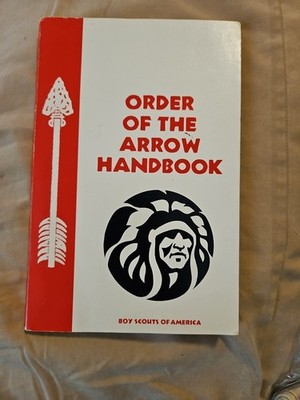 ORDER
OF THE
ARROW
HANDBOOK
BOY SCOUTS OF AMERICA